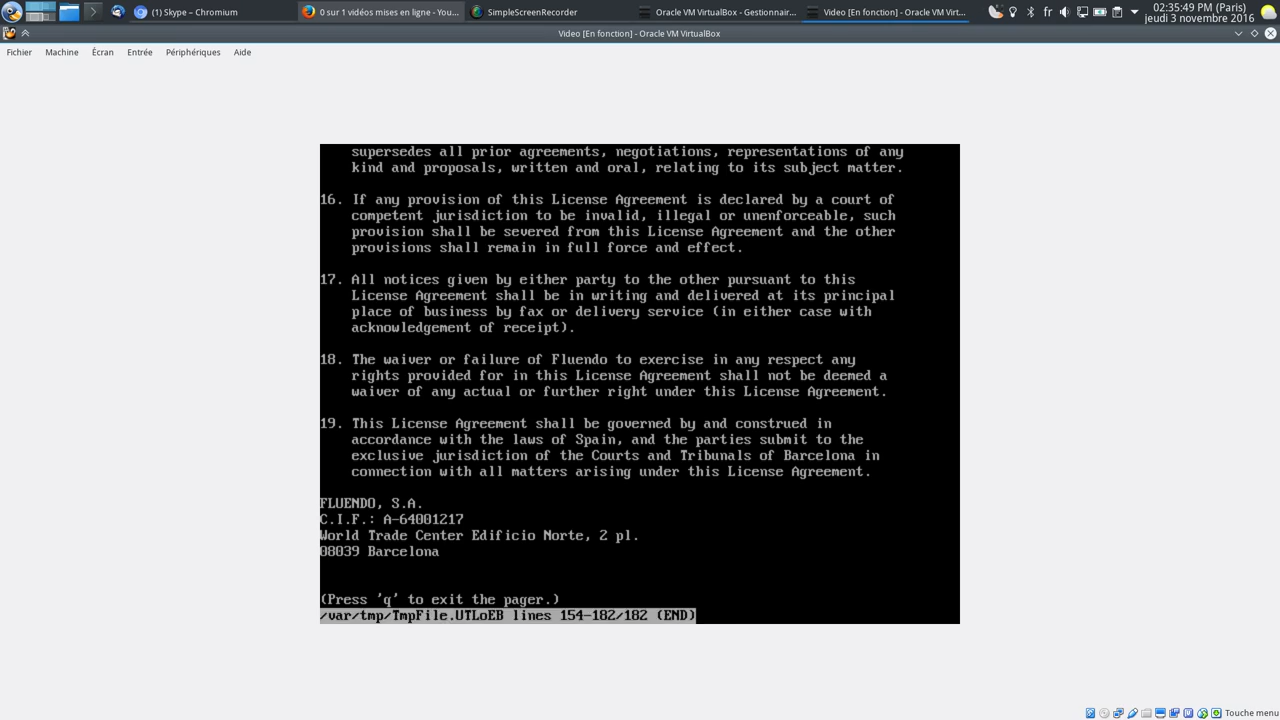 (1) Skype – Chromium
0 sur 1 vidéos mises en ligne - You...
SimpleScreenRecorder
Oracle VM VirtualBox - Gestionnair...
Video [En fonction] - Oracle VM Virt...
fr
02:35:49 PM (Paris)
jeudi 3 novembre 2016
Video [En fonction] - Oracle VM VirtualBox
Fichier Machine Écran Entrée Périphériques Aide
supersedes all prior agreements, negotiations, representations of any
kind and proposals, written and oral, relating to its subject matter.
16. If any provision of this License Agreement is declared by a court of
competent jurisdiction to be invalid, illegal or unenforceable, such
provision shall be severed from this License Agreement and the other
provisions shall remain in full force and effect.
17. All notices given by either party to the other pursuant to this
License Agreement shall be in writing and delivered at its principal
place of business by fax or delivery service (in either case with
acknowledgement of receipt).
18. The waiver or failure of Fluendo to exercise in any respect any
rights provided for in this License Agreement shall not be deemed a
waiver of any actual or further right under this License Agreement.
19. This License Agreement shall be governed by and construed in
accordance with the laws of Spain, and the parties submit to the
exclusive jurisdiction of the Courts and Tribunals of Barcelona in
connection with all matters arising under this License Agreement.
FLUENDO, S.A.
C.I.F.: A-64001217
World Trade Center Edificio Norte, 2 pl.
08039 Barcelona
(Press 'q' to exit the pager.)
/var/tmp/TmpFile.UTLoEB lines 154-182/182 (END)
Touche menu